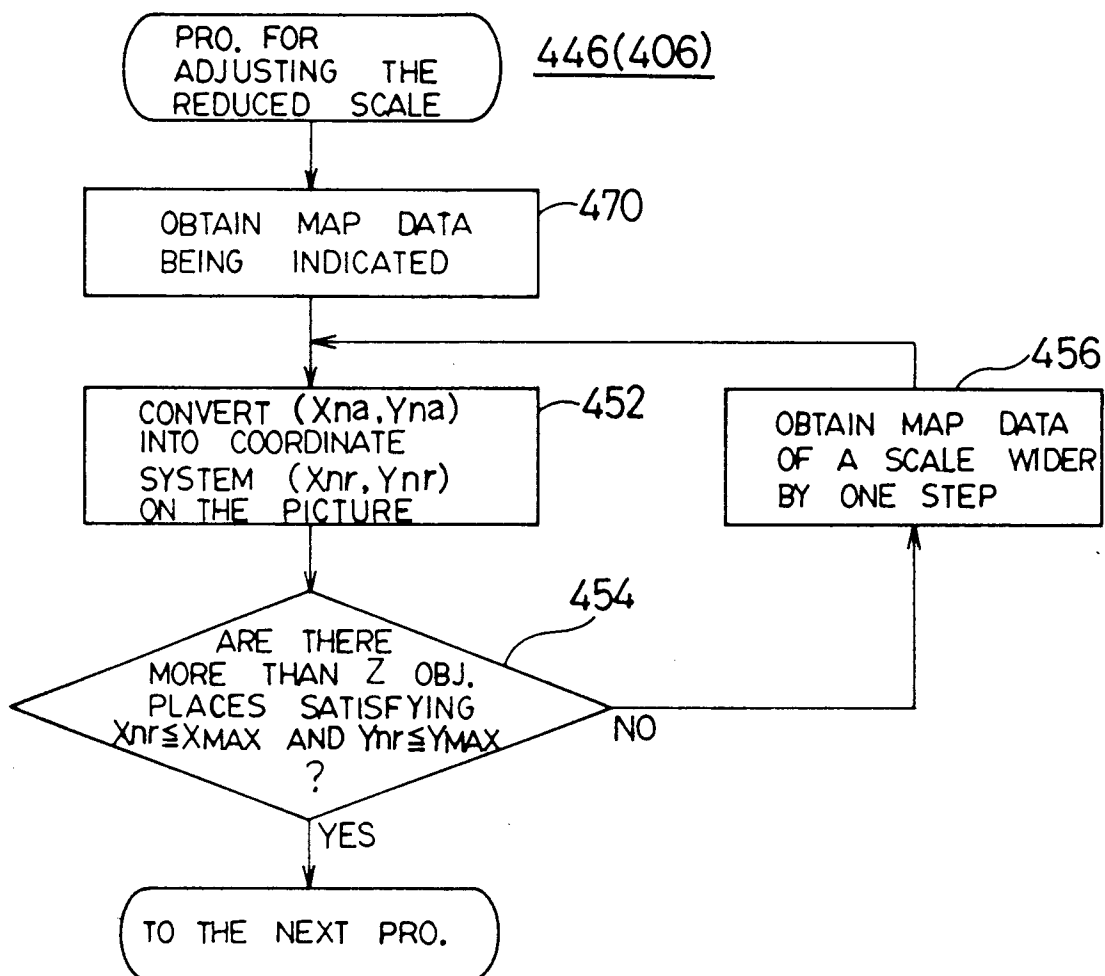 PRO. FOR
ADJUSTING THE
REDUCED SCALE
446(406)
OBTAIN MAP DATA
BEING INDICATED
470
CONVERT (Xna,Yna)
INTO COORDINATE
SYSTEM (Xnr,Ynr)
ON THE PICTURE
452
456
OBTAIN MAP DATA
OF A SCALE WIDER
BY ONE STEP
454
ARE THERE
MORE THAN Z OBJ.
PLACES SATISFYING
Xnr≦XMAX AND Ynr≦YMAX
?
NO
YES
TO THE NEXT PRO.